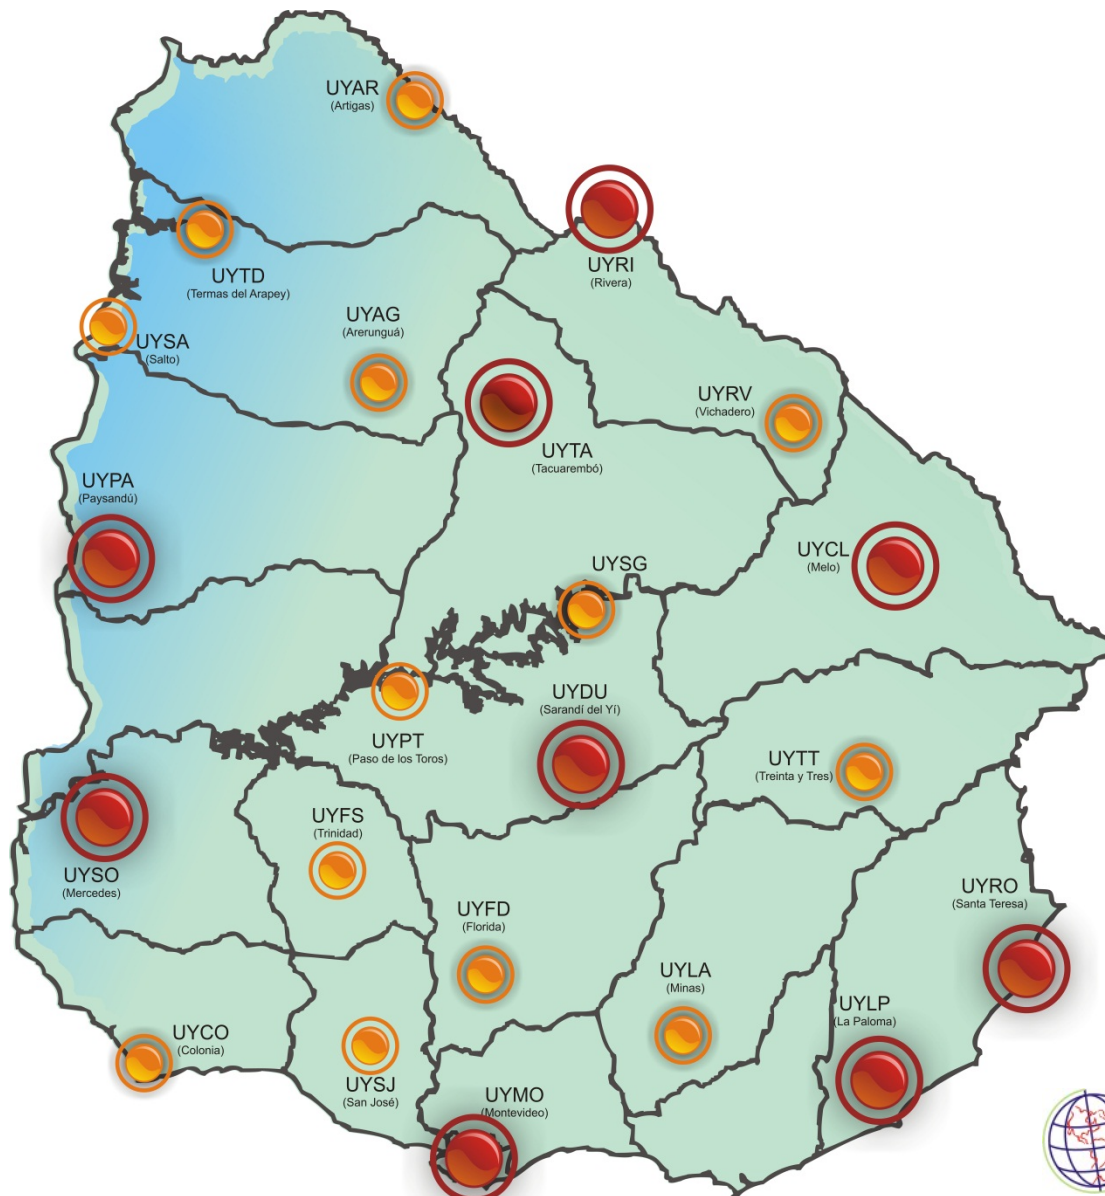 UYAR
(Artigas)
UYRI
(Rivera)
UYTD
(Termas del Arapey)
UYAG
(Arerunguá)
UYSA
(Salto)
UYRV
(Vichadero)
UYTA
(Tacuarembó)
UYPA
(Paysandú)
UYCL
(Melo)
UYSG
UYDU
(Sarandí del Yí)
UYPT
(Paso de los Toros)
UYTT
(Treinta y Tres)
UYFS
(Trinidad)
UYSO
(Mercedes)
UYRO
(Santa Teresa)
UYFD
(Florida)
UYLA
(Minas)
UYLP
(La Paloma)
UYCO
(Colonia)
UYSJ
(San José)
UYMO
(Montevideo)